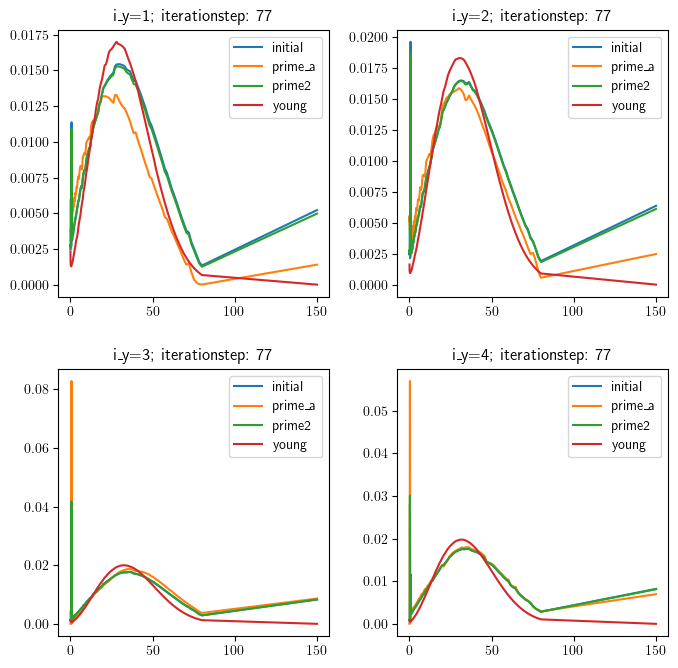 i_y=1; iterationstep: 77
0.0175
0.0150
0.0125
0.0100
0.0075
0.0050
0.0025
0.0000
0
50
100
150
initial
prime_a
prime2
young
i_y=2; iterationstep: 77
0.0200
0.0175
0.0150
0.0125
0.0100
0.0075
0.0050
0.0025
0.0000
0
50
100
150
initial
prime_a
prime2
young
i_y=3; iterationstep: 77
0.08
0.06
0.04
0.02
0.00
0
50
100
150
initial
prime_a
prime2
young
i_y=4; iterationstep: 77
0.05
0.04
0.03
0.02
0.01
0.00
0
50
100
150
initial
prime_a
prime2
young